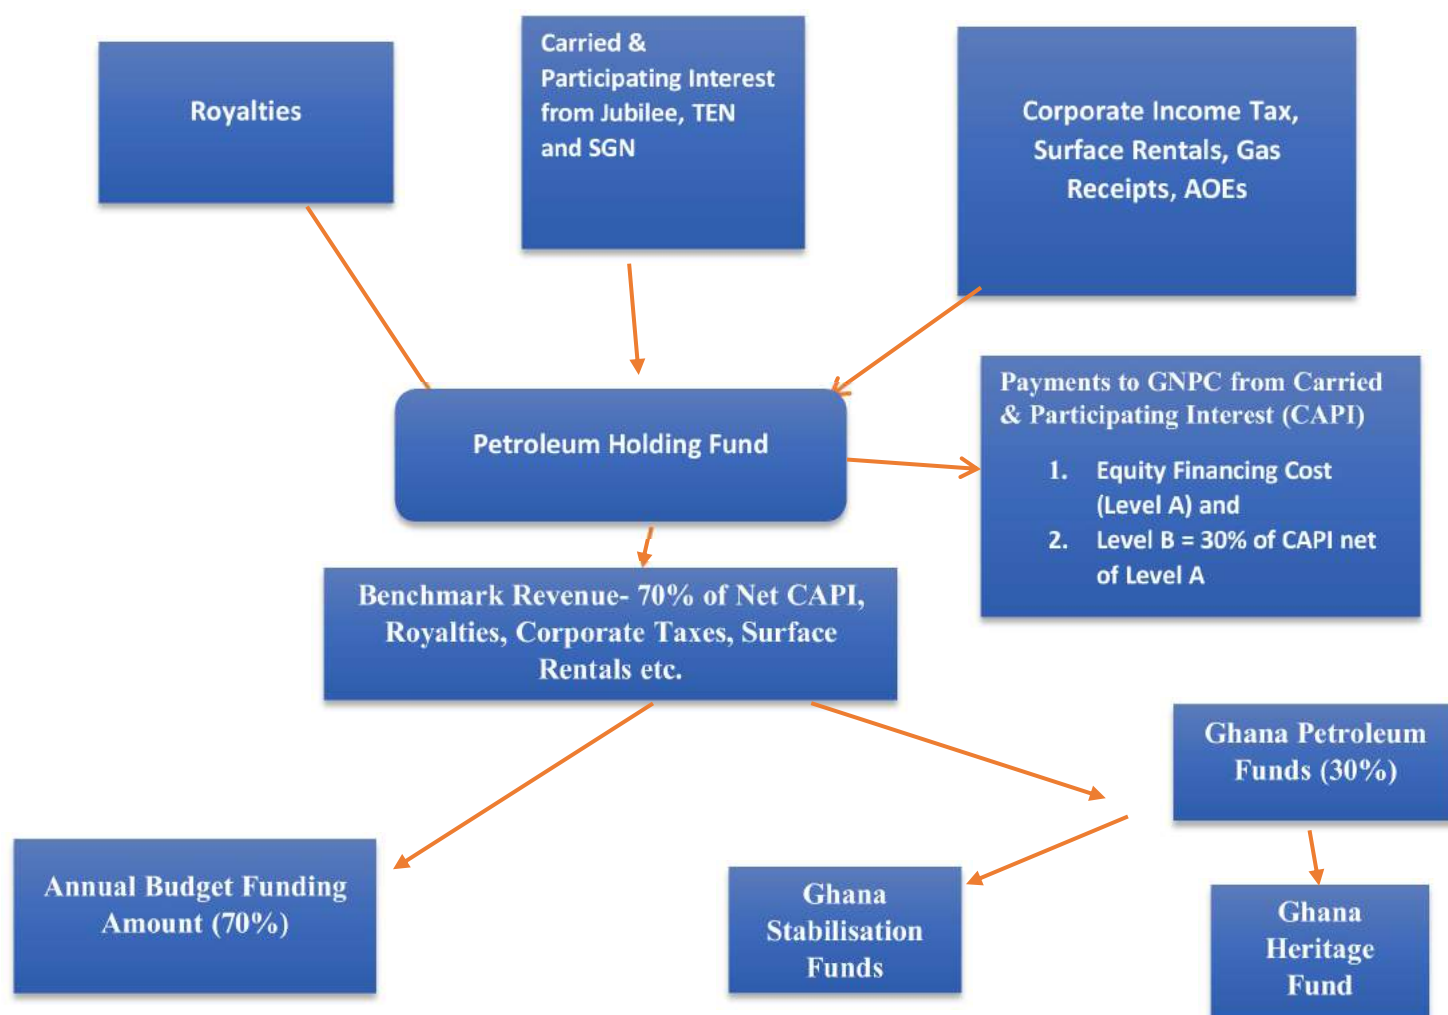 Royalties
Carried &
Participating Interest
from Jubilee, TEN
and SGN
Corporate Income Tax,
Surface Rentals, Gas
Receipts, AOEs
Petroleum Holding Fund
Payments to GNPC from Carried
& Participating Interest (CAPI)
1. Equity Financing Cost
(Level A) and
2. Level B = 30% of CAPI net
of Level A
Benchmark Revenue- 70% of Net CAPI,
Royalties, Corporate Taxes, Surface
Rentals etc.
Ghana Petroleum
Funds (30%)
Annual Budget Funding
Amount (70%)
Ghana
Stabilisation
Funds
Ghana
Heritage
Fund